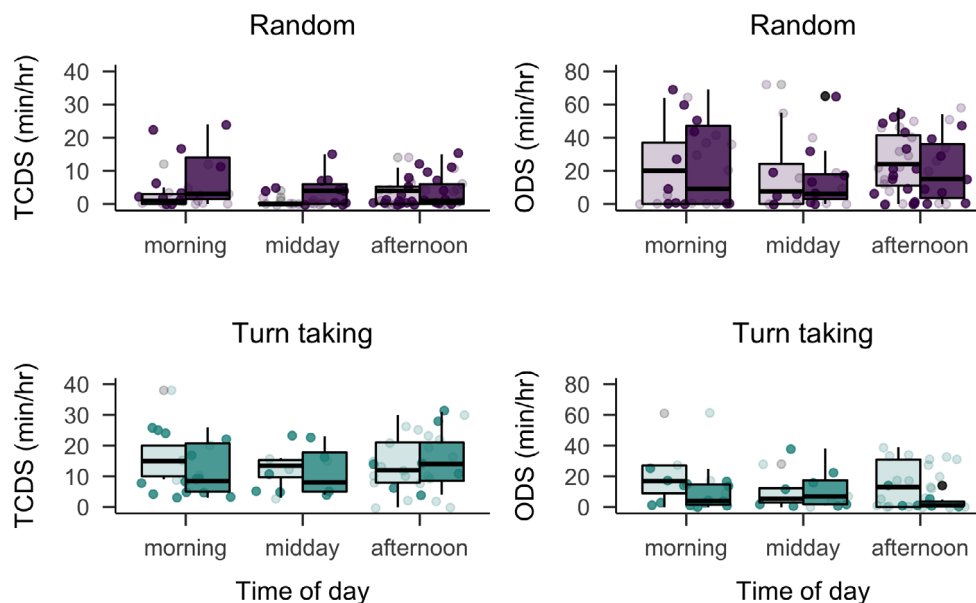 Random
TCDS (min/hr)
40
30
20
10
0
morning midday afternoon
Random
ODS (min/hr)
80
60
40
20
0
morning midday afternoon
Turn taking
TCDS (min/hr)
40
30
20
10
0
morning midday afternoon
Time of day
Turn taking
ODS (min/hr)
80
60
40
20
0
morning midday afternoon
Time of day